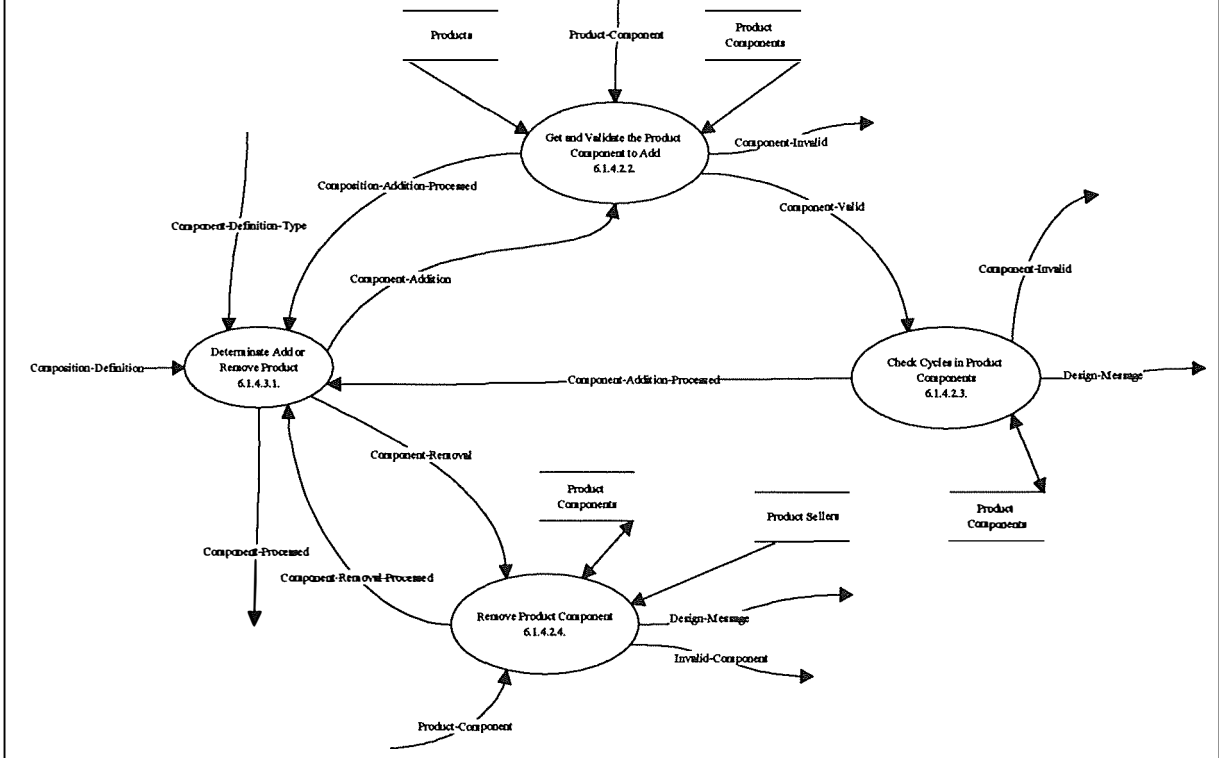 Products
Product-Component
Product
Components
Get and Validate the Product
Component to Add
6.1.4.2.2.
Component-Invalid
Composition-Addition-Processed
Component-Valid
Component-Definition-Type
Component-Addition
Component-Invalid
Determinate Add or
Remove Product
6.1.4.3.1.
Composition-Definition
Component-Addition-Processed
Check Cycles in Product
Components
6.1.4.2.3.
Design-Message
Component-Removal
Product
Components
Product Sellers
Product
Components
Component-Processed
Component-Removal-Processed
Remove Product Component
6.1.4.2.4.
Design-Message
Invalid-Component
Product-Component